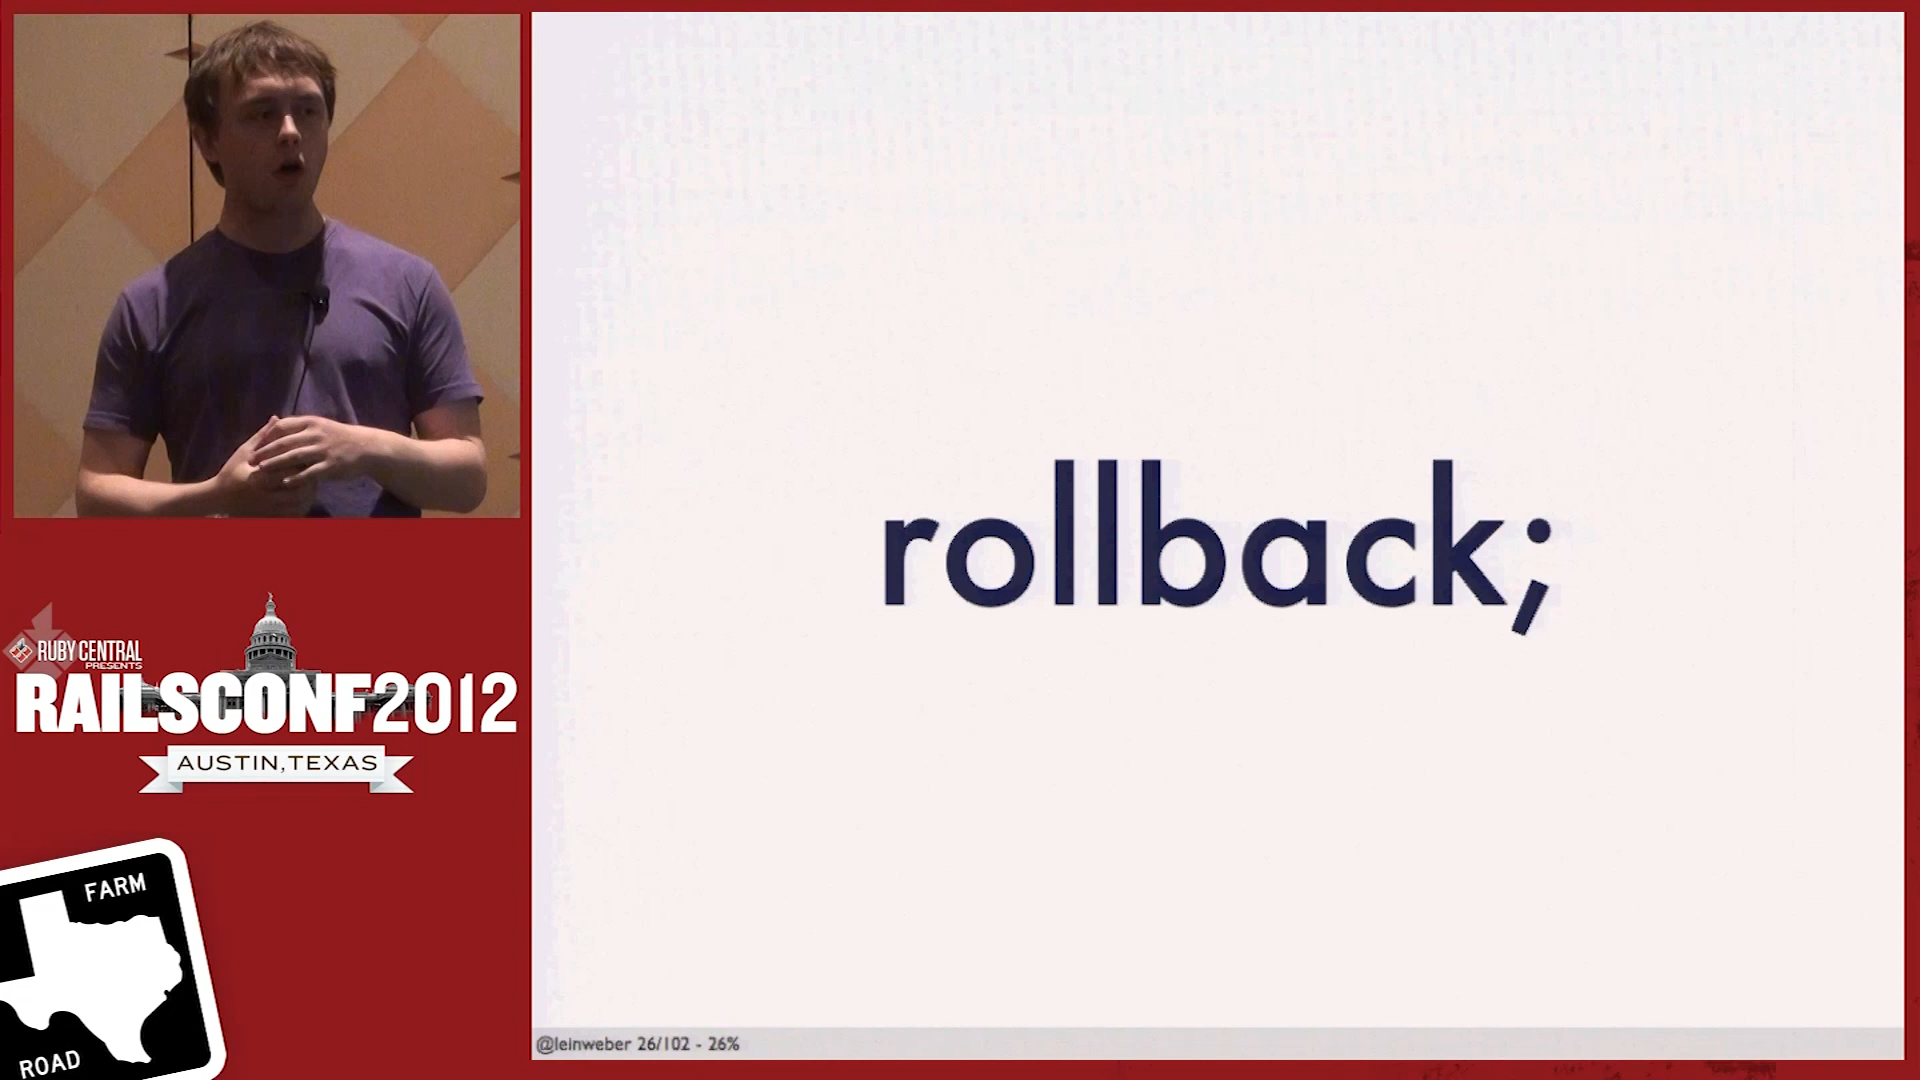 rollback;
@leinweber 26/102 - 26%
RUBY CENTRAL
PRESENTS
RAILSCONF2012
AUSTIN, TEXAS
FARM
ROAD